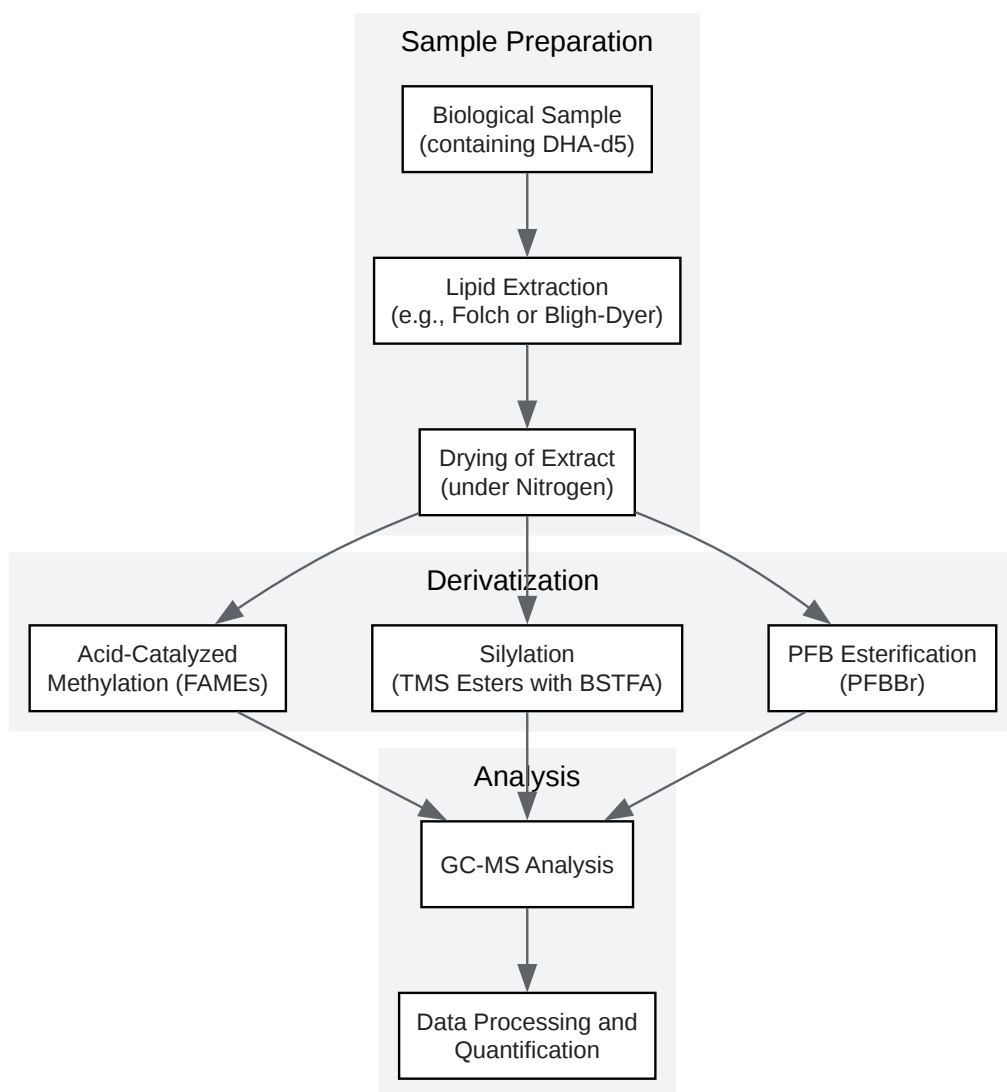 Sample Preparation
Biological Sample
(containing DHA-d5)
Lipid Extraction
(e.g., Folch or Bligh-Dyer)
Drying of Extract
(under Nitrogen)
Derivatization
Acid-Catalyzed
Methylation (FAMEs)
Silylation
(TMS Esters with BSTFA)
PFB Esterification
(PFBBr)
Analysis
GC-MS Analysis
Data Processing and
Quantification